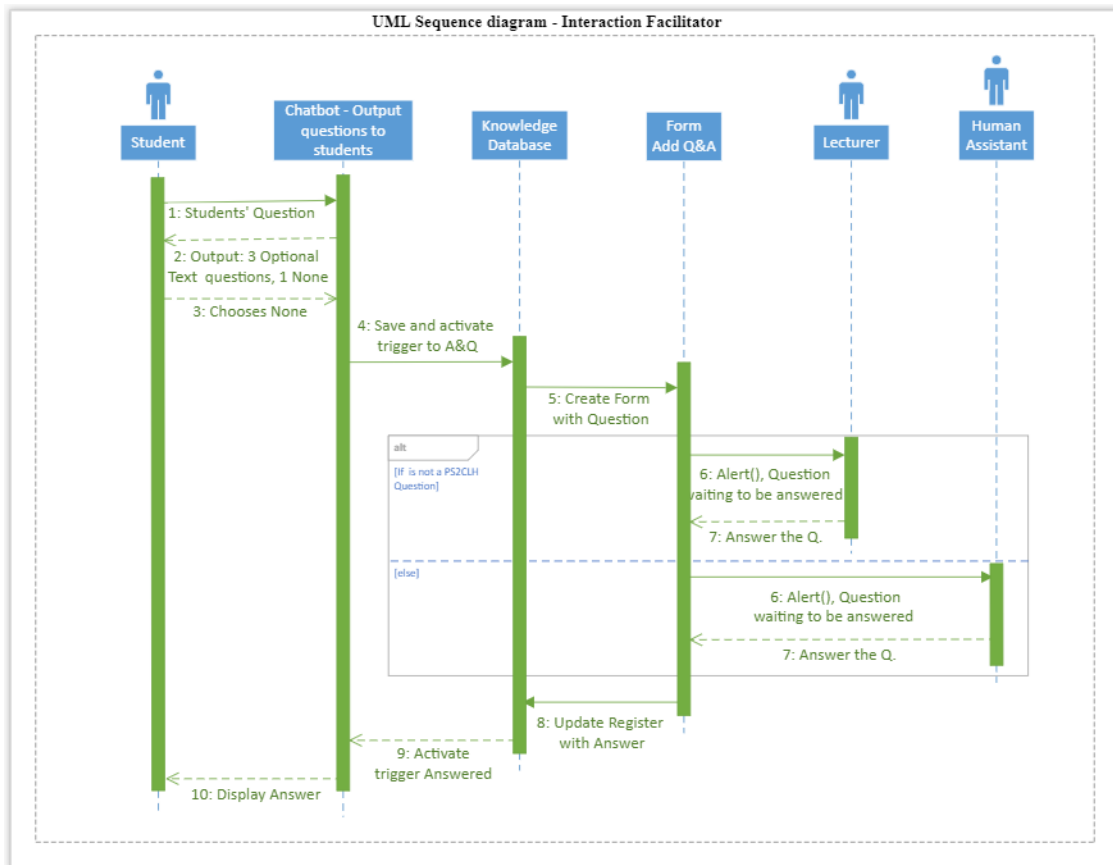 UML Sequence diagram - Interaction Facilitator
Student
Chatbot - Output
questions to
students
Knowledge
Database
Form
Add Q&A
Lecturer
Human
Assistant
1: Students' Question
2: Output: 3 Optional
Text questions, 1 None
3: Chooses None
4: Save and activate
trigger to A&Q
5: Create Form
with Question
alt
[If is not a PS2CLH
Question]
6: Alert(), Question
waiting to be answered
7: Answer the Q.
[else]
6: Alert(), Question
waiting to be answered
7: Answer the Q.
8: Update Register
with Answer
9: Activate
trigger Answered
10: Display Answer